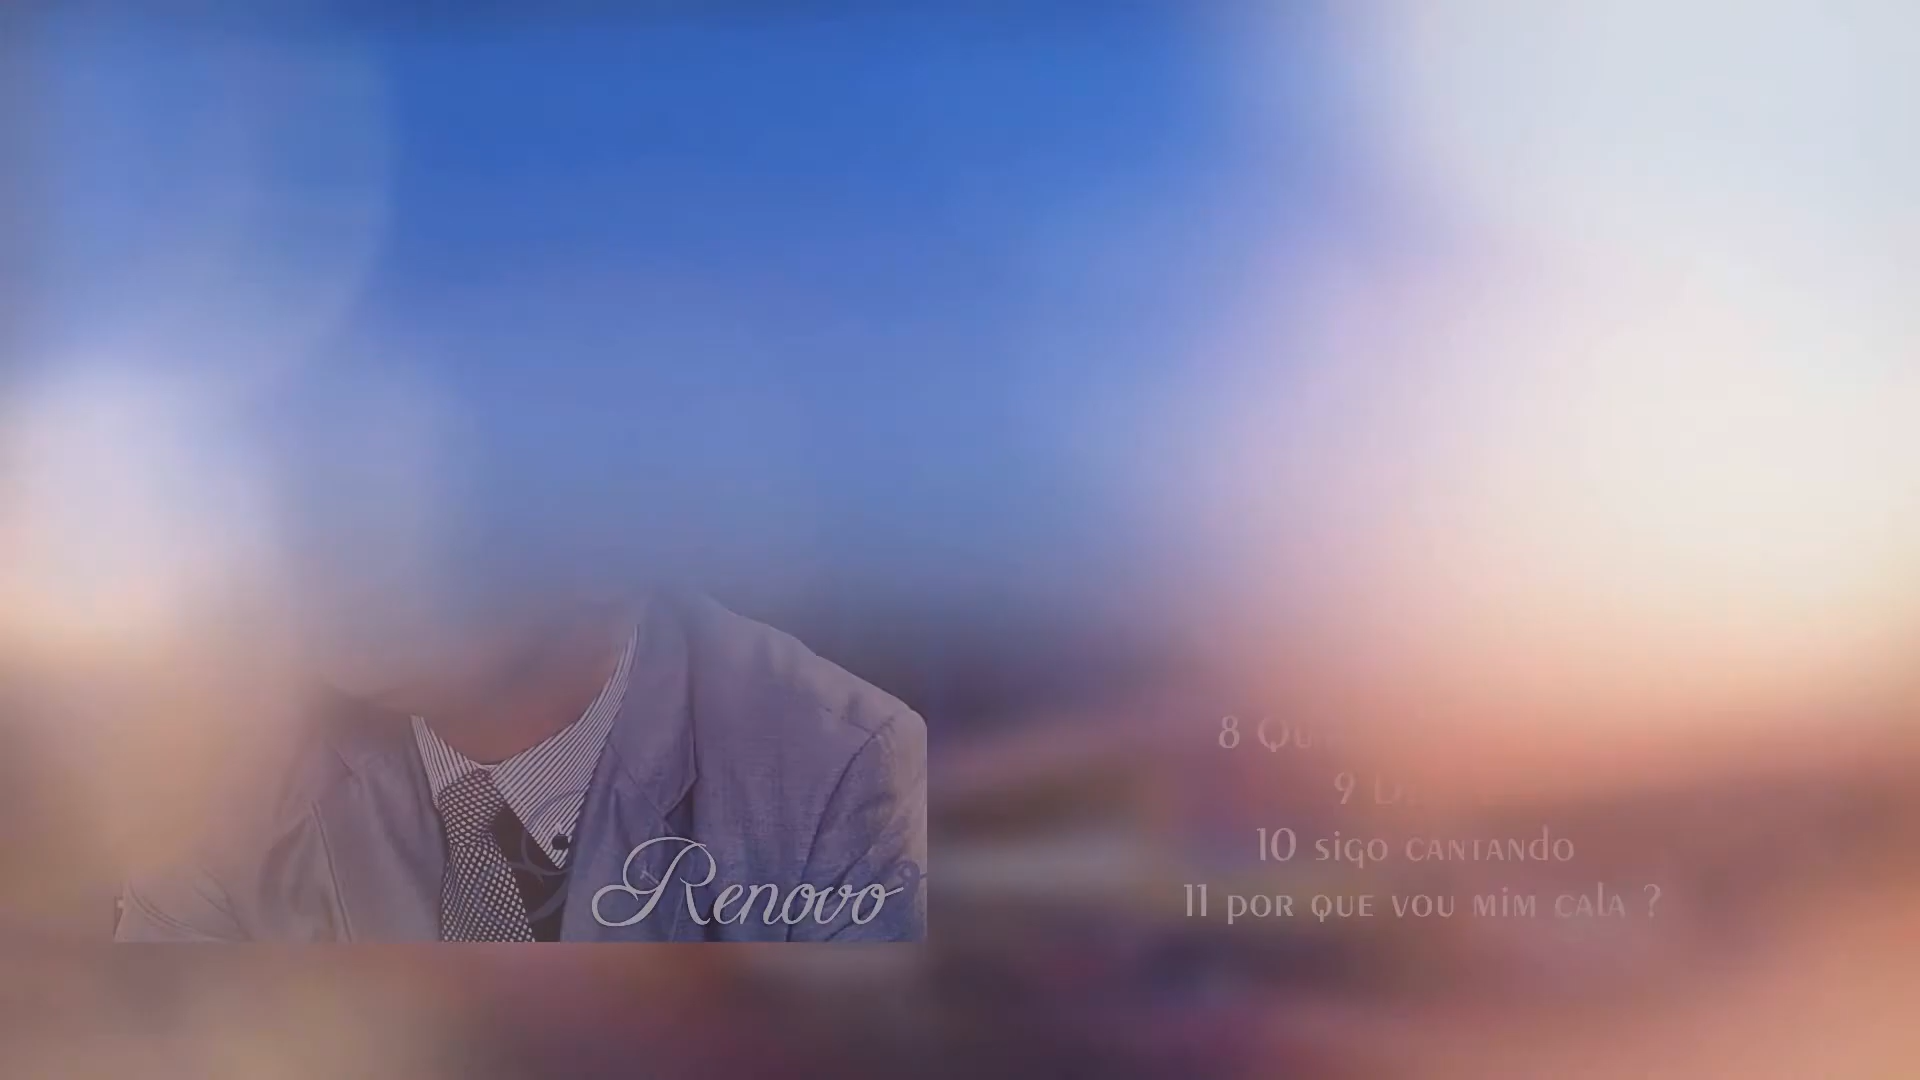 Renovo
8
9
10 sigo cantando
11 por que vou mim cala ?